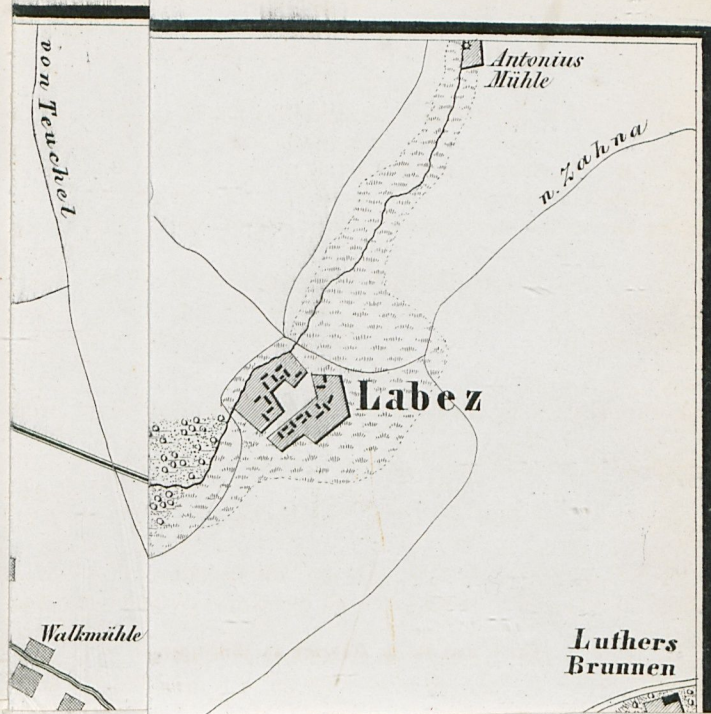 von Teuchel
Antonius
Mühle
n. Zahna
Labez
Walkmühle
Luthers
Brunnen